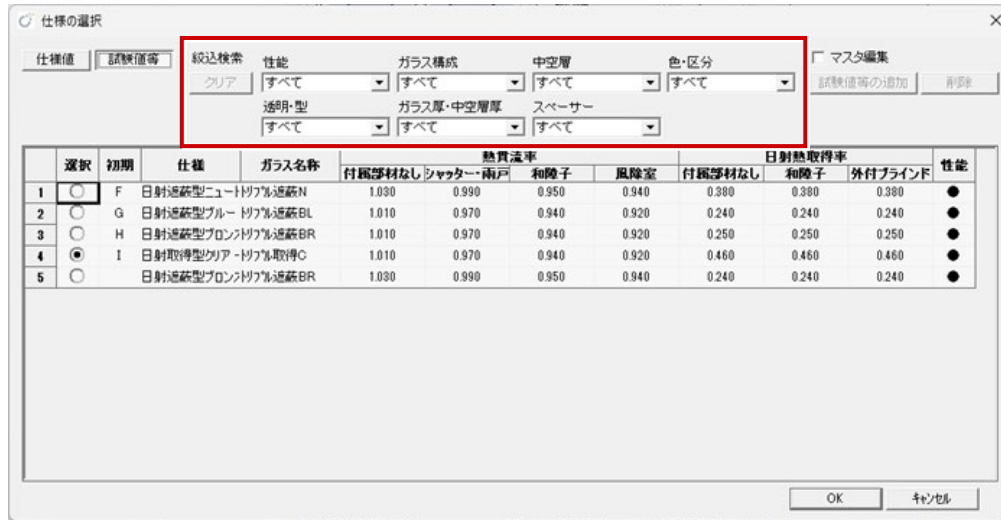 仕様の選択
仕様値 試験値等 絞込検索 性能 ガラス構成 中空層 色・区分 マスタ編集
クリア すべて すべて すべて すべて 試験値等の追加 削除
透明・型 ガラス厚・中空層厚 スペーサー
すべて すべて すべて
選択 初期 仕様 ガラス名称 熱貫流率 日射熱取得率 性能
付属部材なし シャッター・雨戸 和障子 風除室 付属部材なし 和障子 外付ブラインド
1 F 日射遮蔽型ニュート トリプル遮蔽N 1.030 0.990 0.950 0.940 0.380 0.380 0.380 ●
2 G 日射遮蔽型ブルー トリプル遮蔽BL 1.010 0.970 0.940 0.920 0.240 0.240 0.240 ●
3 H 日射遮蔽型ブロンズ トリプル遮蔽BR 1.010 0.970 0.940 0.920 0.250 0.250 0.250 ●
4 I 日射取得型クリアー トリプル取得C 1.010 0.970 0.940 0.920 0.460 0.460 0.460 ●
5 日射遮蔽型ブロンズ トリプル遮蔽BR 1.030 0.990 0.950 0.940 0.240 0.240 0.240 ●
OK キャンセル